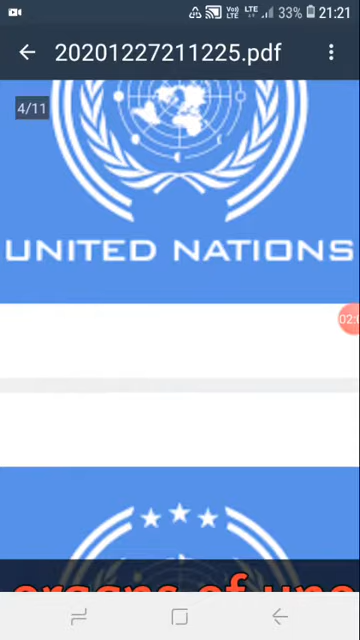 33% 21:21
20201227211225.pdf
4/11
UNITED NATIONS
organs of uno